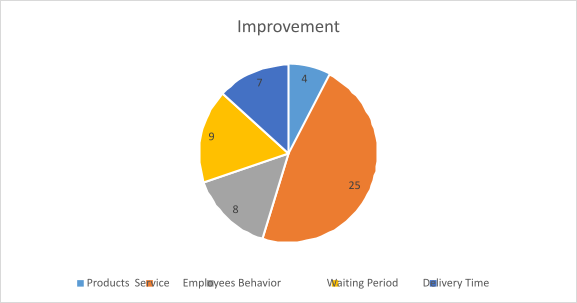 Improvement
4
7
9
25
8
Products Service Employees Behavior Waiting Period Delivery Time